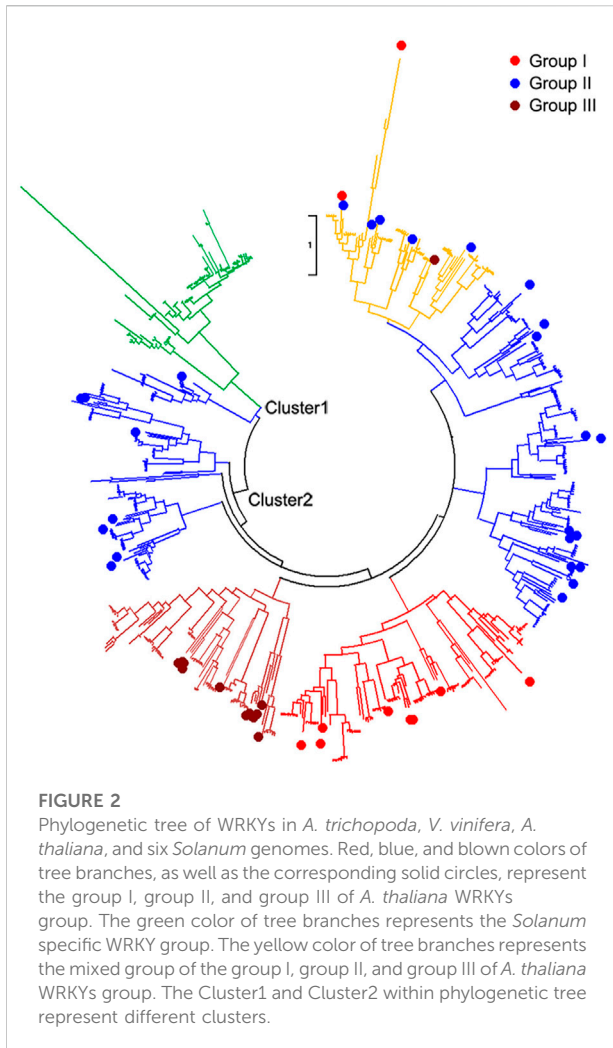 Group I
Group II
Group III
1
Cluster1
Cluster2
FIGURE 2
Phylogenetic tree of WRKYs in A. trichopoda, V. vinifera, A.
thaliana, and six Solanum genomes. Red, blue, and blown colors of
tree branches, as well as the corresponding solid circles, represent
the group I, group II, and group III of A. thaliana WRKYs
group. The green color of tree branches represents the Solanum
specific WRKY group. The yellow color of tree branches represents
the mixed group of the group I, group II, and group III of A. thaliana
WRKYs group. The Cluster1 and Cluster2 within phylogenetic tree
represent different clusters.